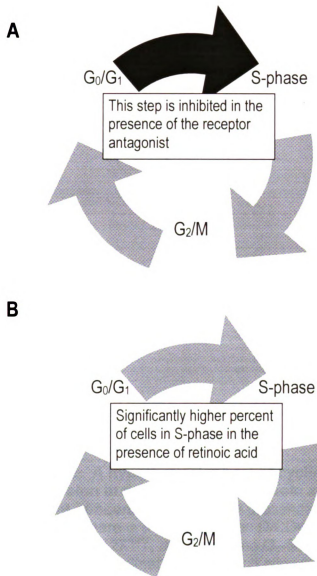 A
G₀/G₁
S-phase
This step is inhibited in the
presence of the receptor
antagonist
G₂/M
B
G₀/G₁
S-phase
Significantly higher percent
of cells in S-phase in the
presence of retinoic acid
G₂/M